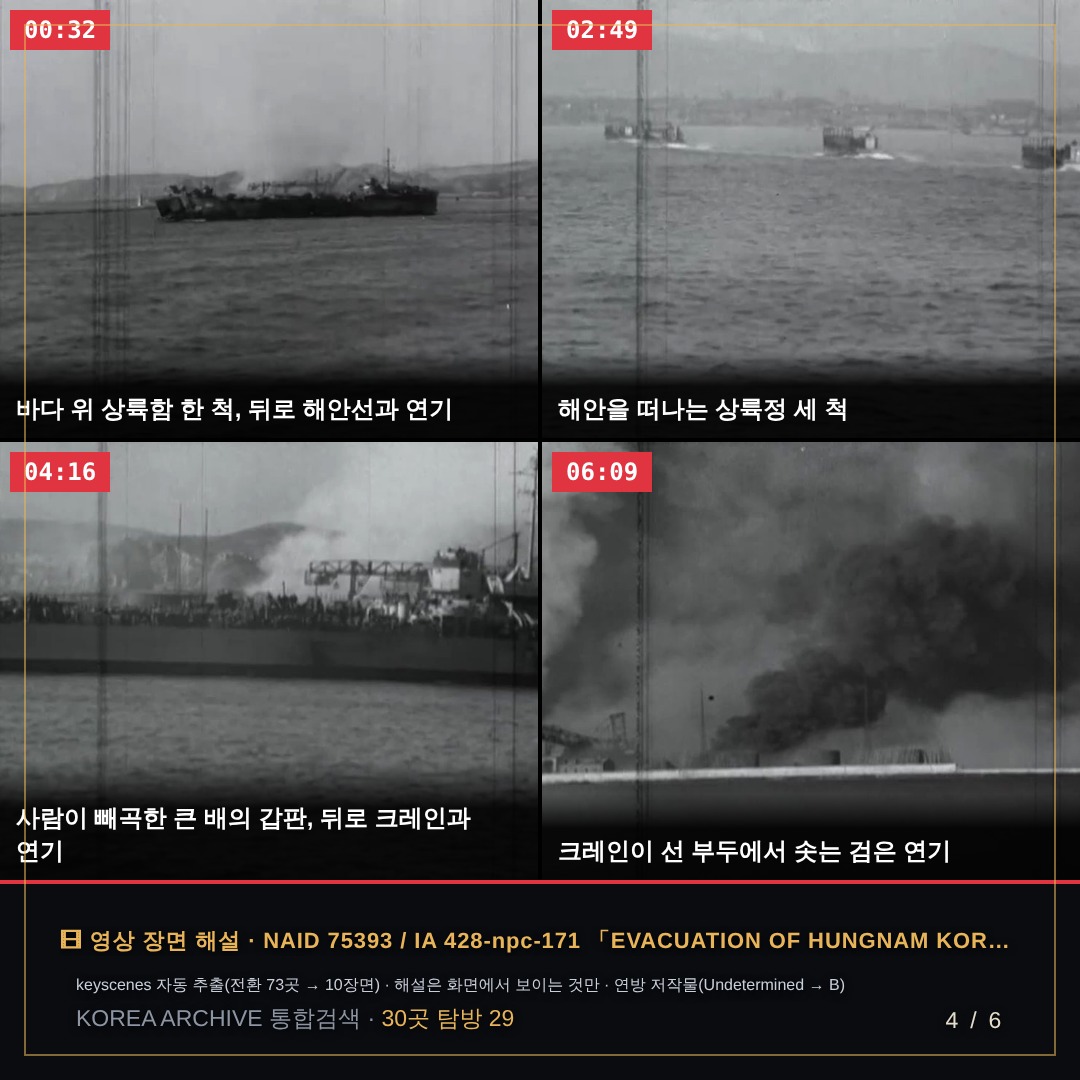 00:32
바다 위 상륙함 한 척, 뒤로 해안선과 연기
02:49
해안을 떠나는 상륙정 세 척
04:16
사람이 빼곡한 큰 배의 갑판, 뒤로 크레인과
연기
06:09
크레인이 선 부두에서 솟는 검은 연기
🎞 영상 장면 해설 · NAID 75393 / IA 428-npc-171 「EVACUATION OF HUNGNAM KOR…
keyscenes 자동 추출(전환 73곳 → 10장면) · 해설은 화면에서 보이는 것만 · 연방 저작물(Undetermined → B)
KOREA ARCHIVE 통합검색 · 30곳 탐방 29
4 / 6